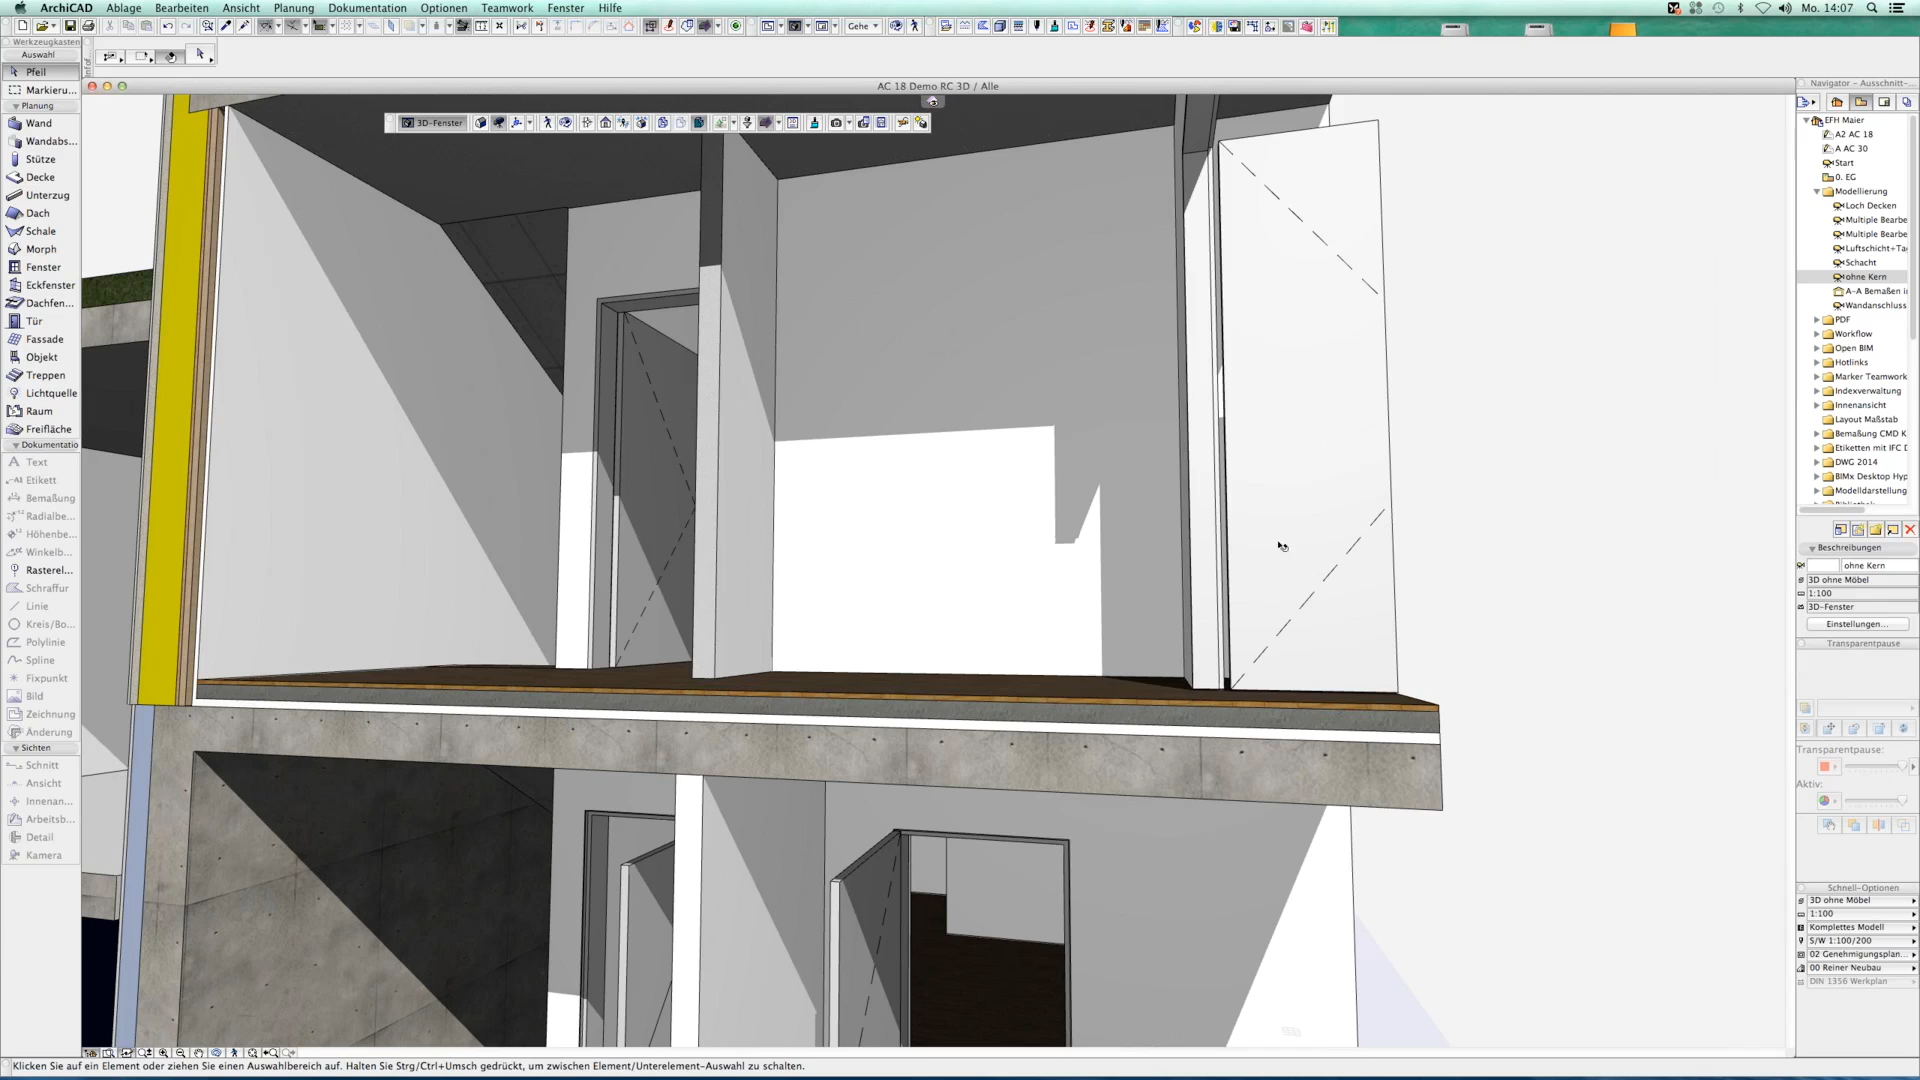 ArchiCAD Ablage Bearbeiten Ansicht Planung Dokumentation Optionen Teamwork Fenster Hilfe
Mo. 14:07
Gehe
Werkzeugkasten
Auswahl
Pfeil
Markieru...
Planung
Wand
Wandabs...
Stütze
Decke
Unterzug
Dach
Schale
Morph
Fenster
Eckfenster
Dachfen...
Tür
Fassade
Objekt
Treppen
Lichtquelle
Raum
Freifläche
Dokumentatio
Text
Etikett
Bemaßung
Radialbe...
Höhenbe...
Winkelb...
Rasterel...
Schraffur
Linie
Kreis/Bo...
Polylinie
Spline
Fixpunkt
Bild
Zeichnung
Änderung
Sichten
Schnitt
Ansicht
Innenan...
Arbeitsb...
Detail
Kamera
AC 18 Demo RC 3D / Alle
3D-Fenster
Navigator – Ausschnitt-...
EFH Maier
A2 AC 18
A AC 30
Start
0. EG
Modellierung
Loch Decken
Multiple Bearbe
Multiple Bearbe
Luftschicht+Ta
Schacht
ohne Kern
A-A Bemaßen i
Wandanschluss
PDF
Workflow
Open BIM
Hotlinks
Marker Teamwork
Indexverwaltung
Innenansicht
Layout Maßstab
Bemaßung CMD K
Etiketten mit IFC D
DWG 2014
BIMx Desktop Hyp
Modelldarstellung
Beschreibungen
ohne Kern
3D ohne Möbel
1:100
3D-Fenster
Einstellungen...
Transparentpause
Transparentpause:
Aktiv:
Schnell-Optionen
3D ohne Möbel
1:100
Komplettes Modell
S/W 1:100/200
02 Genehmigungsplan...
00 Reiner Neubau
DIN 1356 Werkplan
Klicken Sie auf ein Element oder ziehen Sie einen Auswahlbereich auf. Halten Sie Strg/Ctrl+Umsch gedrückt, um zwischen Element/Unterelement-Auswahl zu schalten.